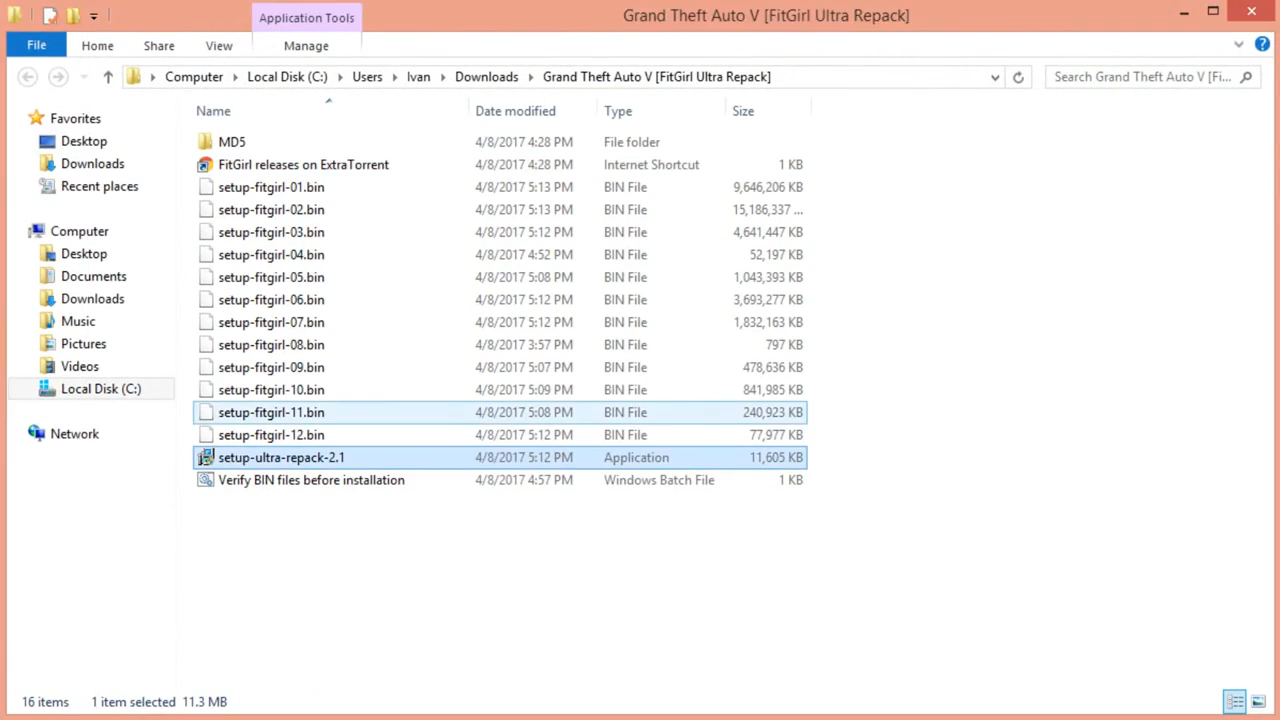 Application Tools
Grand Theft Auto V [FitGirl Ultra Repack]
File Home Share View Manage
Computer Local Disk (C:) Users Ivan Downloads Grand Theft Auto V [FitGirl Ultra Repack]
Search Grand Theft Auto V [Fi...
Favorites
Desktop
Downloads
Recent places
Computer
Desktop
Documents
Downloads
Music
Pictures
Videos
Local Disk (C:)
Network
Name Date modified Type Size
MD5 4/8/2017 4:28 PM File folder
FitGirl releases on ExtraTorrent 4/8/2017 4:28 PM Internet Shortcut 1 KB
setup-fitgirl-01.bin 4/8/2017 5:13 PM BIN File 9,646,206 KB
setup-fitgirl-02.bin 4/8/2017 5:13 PM BIN File 15,186,337 ...
setup-fitgirl-03.bin 4/8/2017 5:12 PM BIN File 4,641,447 KB
setup-fitgirl-04.bin 4/8/2017 4:52 PM BIN File 52,197 KB
setup-fitgirl-05.bin 4/8/2017 5:08 PM BIN File 1,043,393 KB
setup-fitgirl-06.bin 4/8/2017 5:12 PM BIN File 3,693,277 KB
setup-fitgirl-07.bin 4/8/2017 5:12 PM BIN File 1,832,163 KB
setup-fitgirl-08.bin 4/8/2017 3:57 PM BIN File 797 KB
setup-fitgirl-09.bin 4/8/2017 5:07 PM BIN File 478,636 KB
setup-fitgirl-10.bin 4/8/2017 5:09 PM BIN File 841,985 KB
setup-fitgirl-11.bin 4/8/2017 5:08 PM BIN File 240,923 KB
setup-fitgirl-12.bin 4/8/2017 5:12 PM BIN File 77,977 KB
setup-ultra-repack-2.1 4/8/2017 5:12 PM Application 11,605 KB
Verify BIN files before installation 4/8/2017 4:57 PM Windows Batch File 1 KB
16 items 1 item selected 11.3 MB